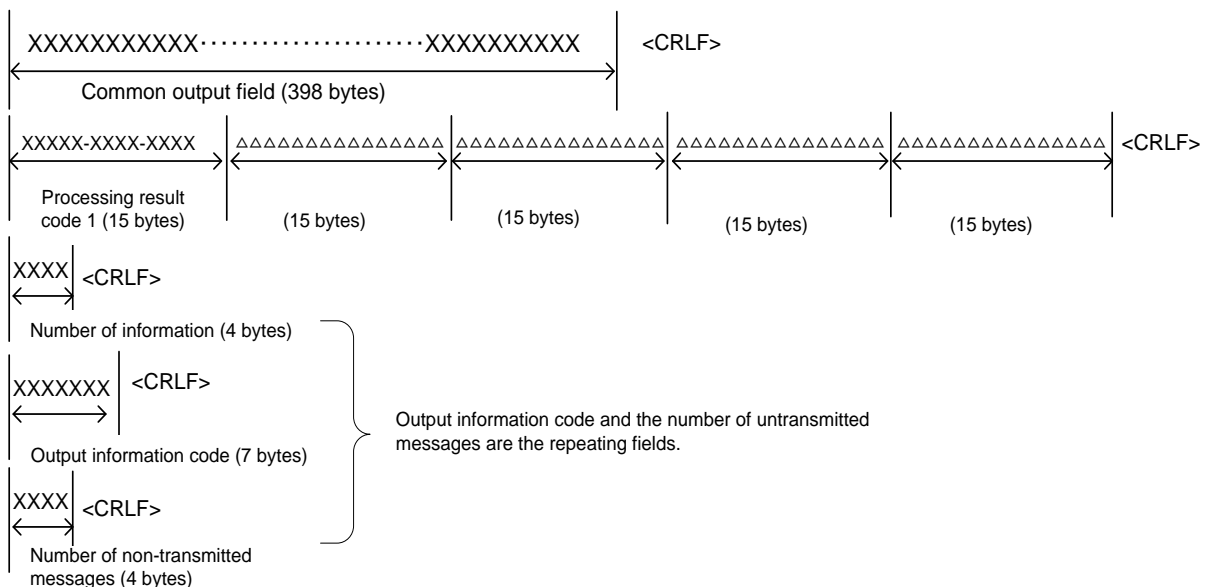 XXXXXXXXXXX·····················XXXXXXXXXX <CRLF>
Common output field (398 bytes)
XXXXX-XXXX-XXXX △△△△△△△△△△△△△△△ △△△△△△△△△△△△△△△ △△△△△△△△△△△△△△△ △△△△△△△△△△△△△△△ <CRLF>
Processing result
code 1 (15 bytes) (15 bytes) (15 bytes) (15 bytes) (15 bytes)
XXXX <CRLF>
Number of information (4 bytes)
XXXXXXX <CRLF>
Output information code and the number of untransmitted
messages are the repeating fields.
Output information code (7 bytes)
XXXX <CRLF>
Number of non-transmitted
messages (4 bytes)